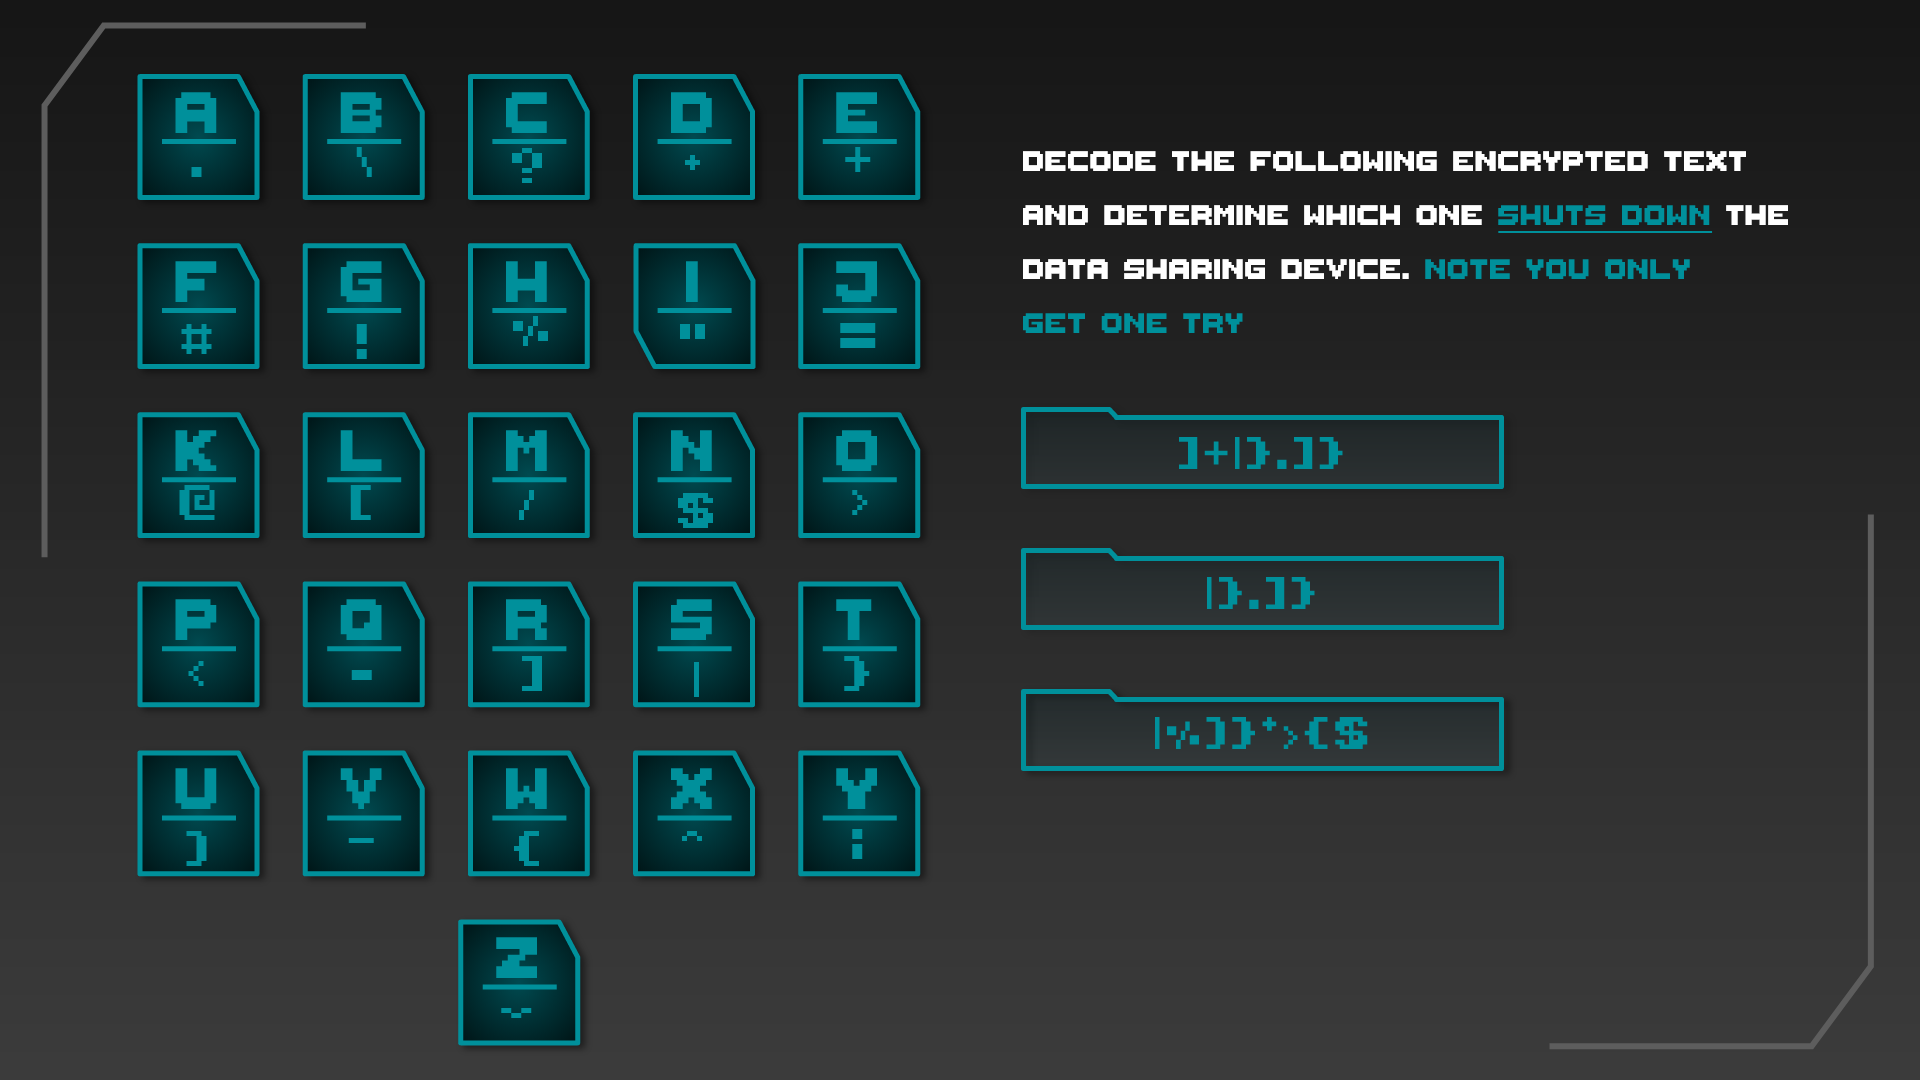 A B C D E
. \ ? + +
F G H I J
# ! % " =
K L M N O
@ [ / $ >
P Q R S T
< - ] | }
U V W X Y
) – { ^ :
Z
~
DECODE THE FOLLOWING ENCRYPTED TEXT
AND DETERMINE WHICH ONE SHUTS DOWN THE
DATA SHARING DEVICE. NOTE YOU ONLY
GET ONE TRY
]+|}.]}
|}.]}
|%)}+>{$